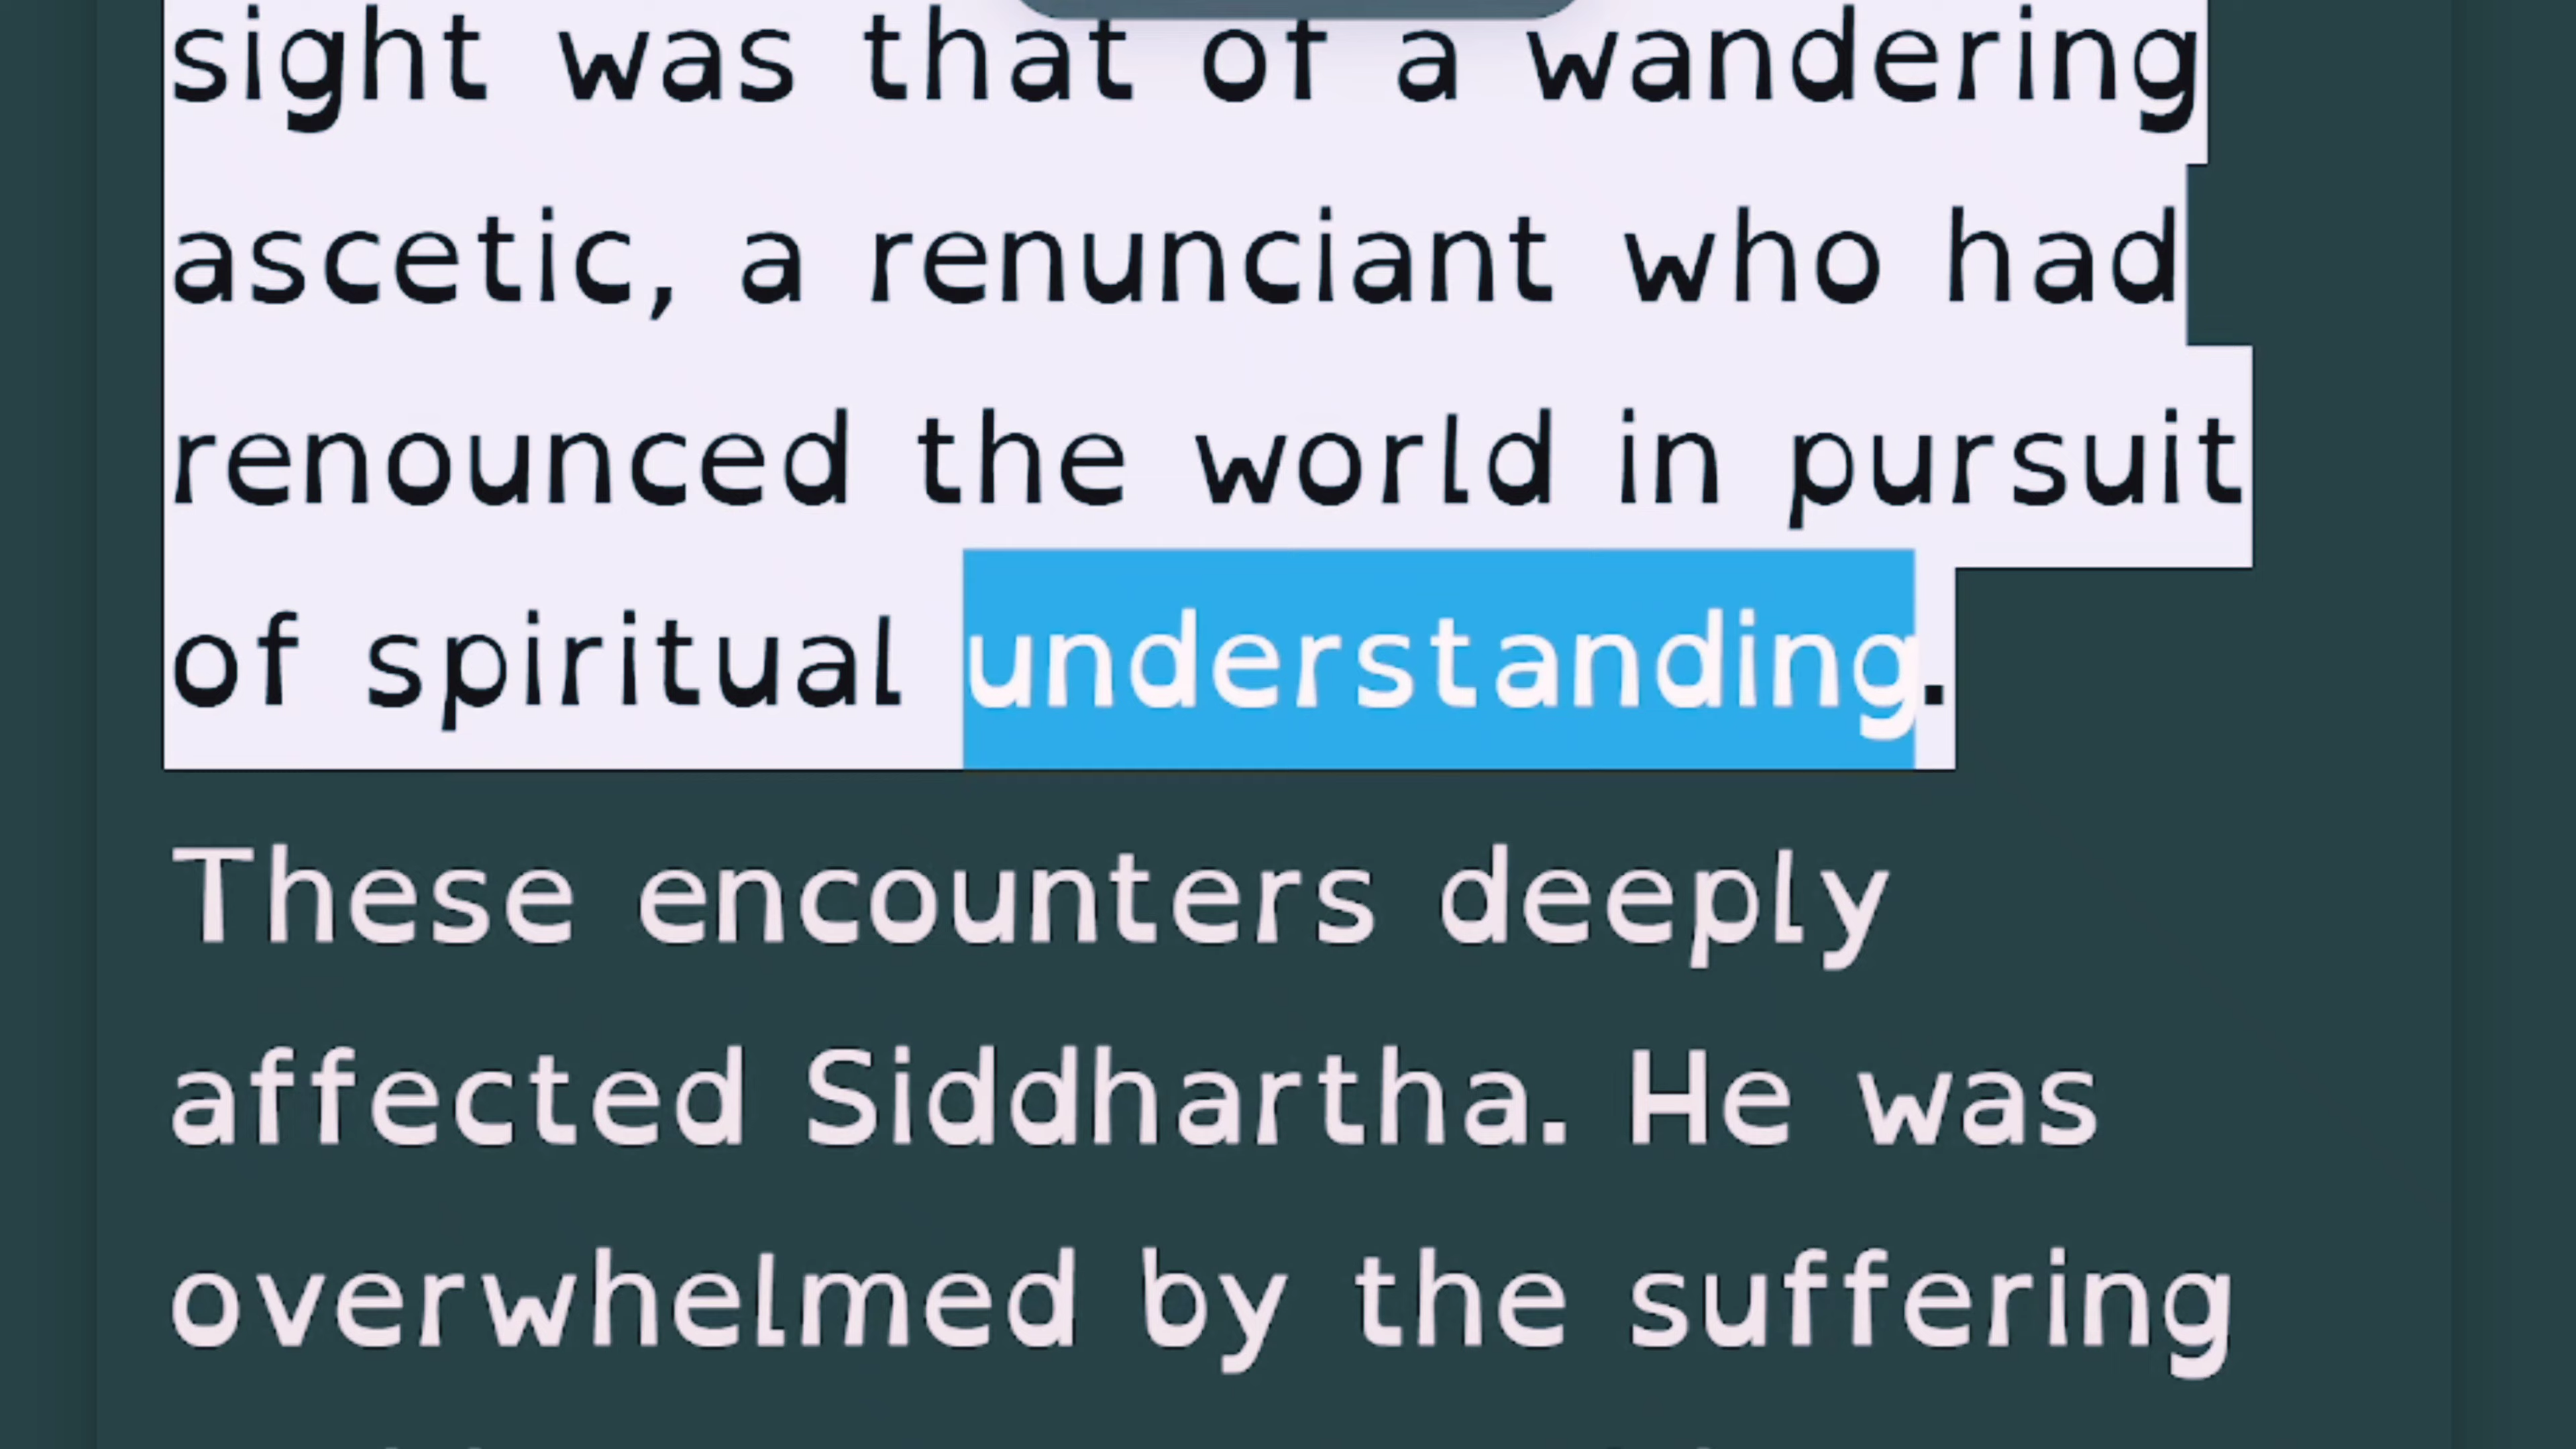 sight was that of a wandering
ascetic, a renunciant who had
renounced the world in pursuit
of spiritual understanding.
These encounters deeply
affected Siddhartha. He was
overwhelmed by the suffering